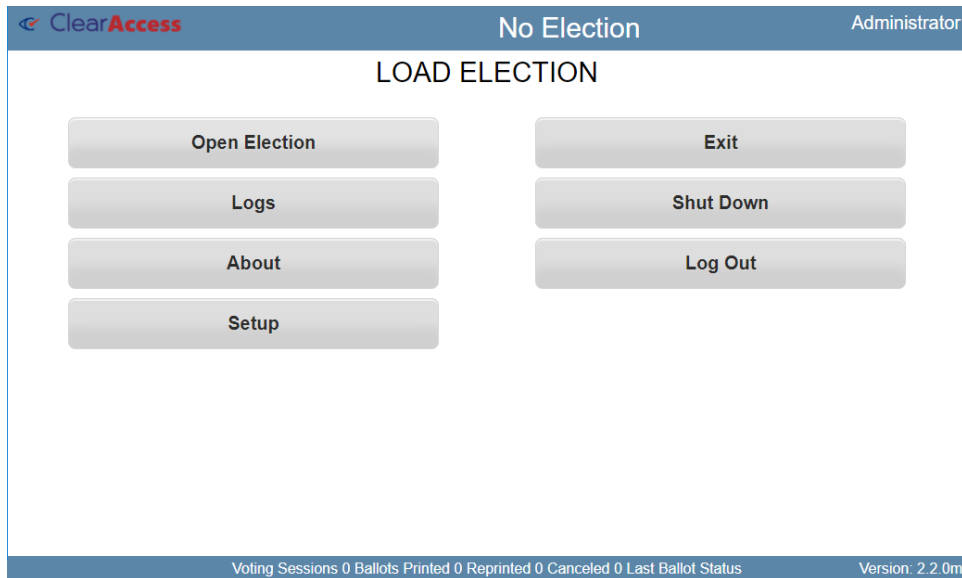 ClearAccess No Election Administrator
LOAD ELECTION
Open Election Exit
Logs Shut Down
About Log Out
Setup
Voting Sessions 0 Ballots Printed 0 Reprinted 0 Canceled 0 Last Ballot Status Version: 2.2.0m